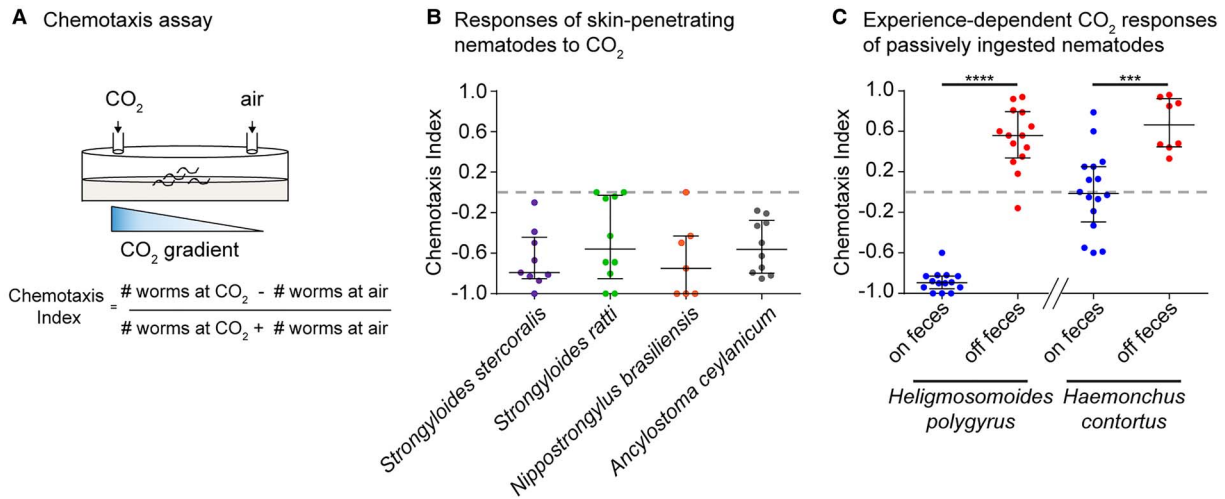 A Chemotaxis assay
CO2
air
CO2 gradient
Chemotaxis
Index
=
# worms at CO2 - # worms at air
# worms at CO2 + # worms at air
B Responses of skin-penetrating
nematodes to CO2
Chemotaxis Index
1.0
0.6
0.2
-0.2
-0.6
-1.0
Strongyloides stercoralis
Strongyloides ratti
Nippostrongylus brasiliensis
Ancylostoma ceylanicum
C Experience-dependent CO2 responses
of passively ingested nematodes
**** ***
Chemotaxis Index
1.0
0.6
0.2
-0.2
-0.6
-1.0
on feces
off feces
on feces
off feces
Heligmosomoides
polygyrus
Haemonchus
contortus